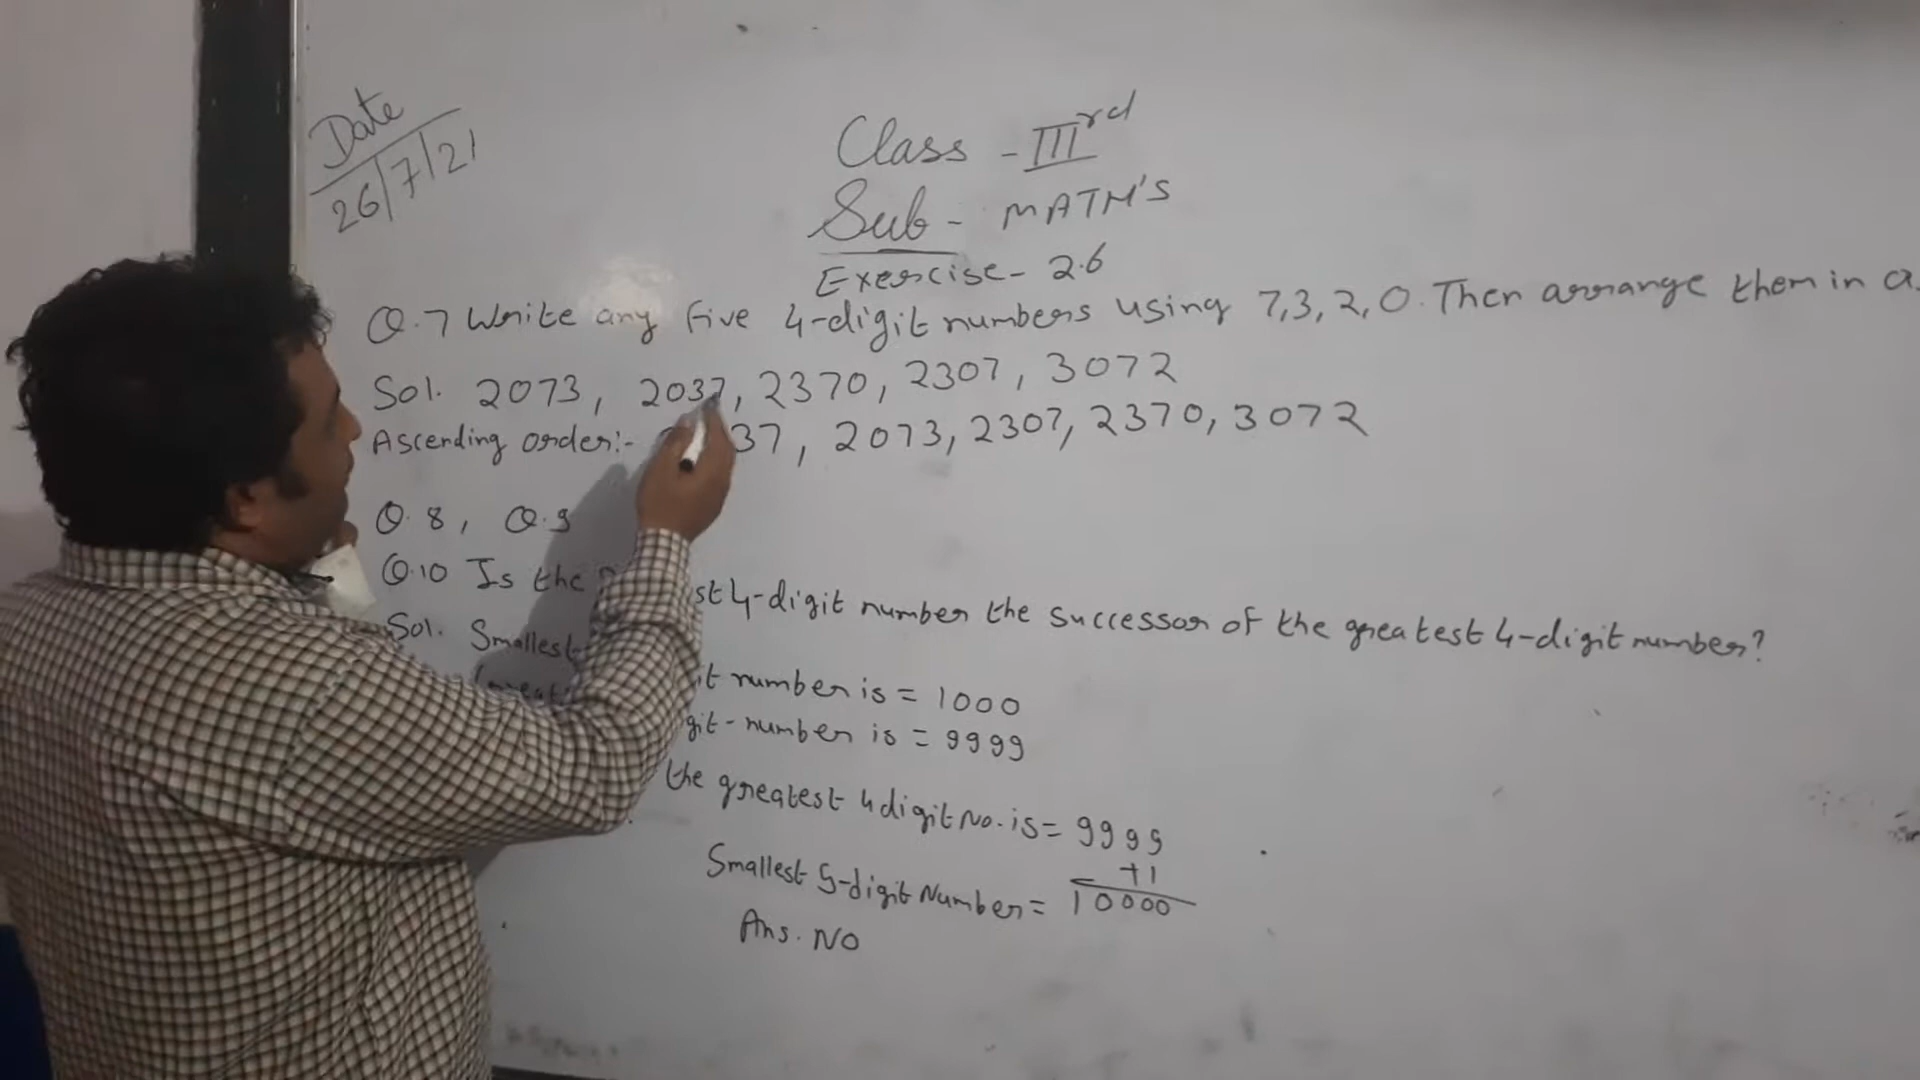 Date
26/7/21
Class - IIIrd
Sub - MATH'S
Exercise - 2.6
Q.7 Write any five 4-digit numbers using 7,3,2,0. Then arrange them in a
Sol. 2073, 2037, 2370, 2307, 3072
Ascending order:- 37, 2073, 2307, 2370, 3072
Q.8, Q.9
Q.10 Is the st 4-digit number the successor of the greatest 4-digit number?
Sol. Smallest it number is = 1000
git-number is = 9999
the greatest 4 digit No. is = 9999
+1
Smallest 5-digit Number = 10000
Ans. NO